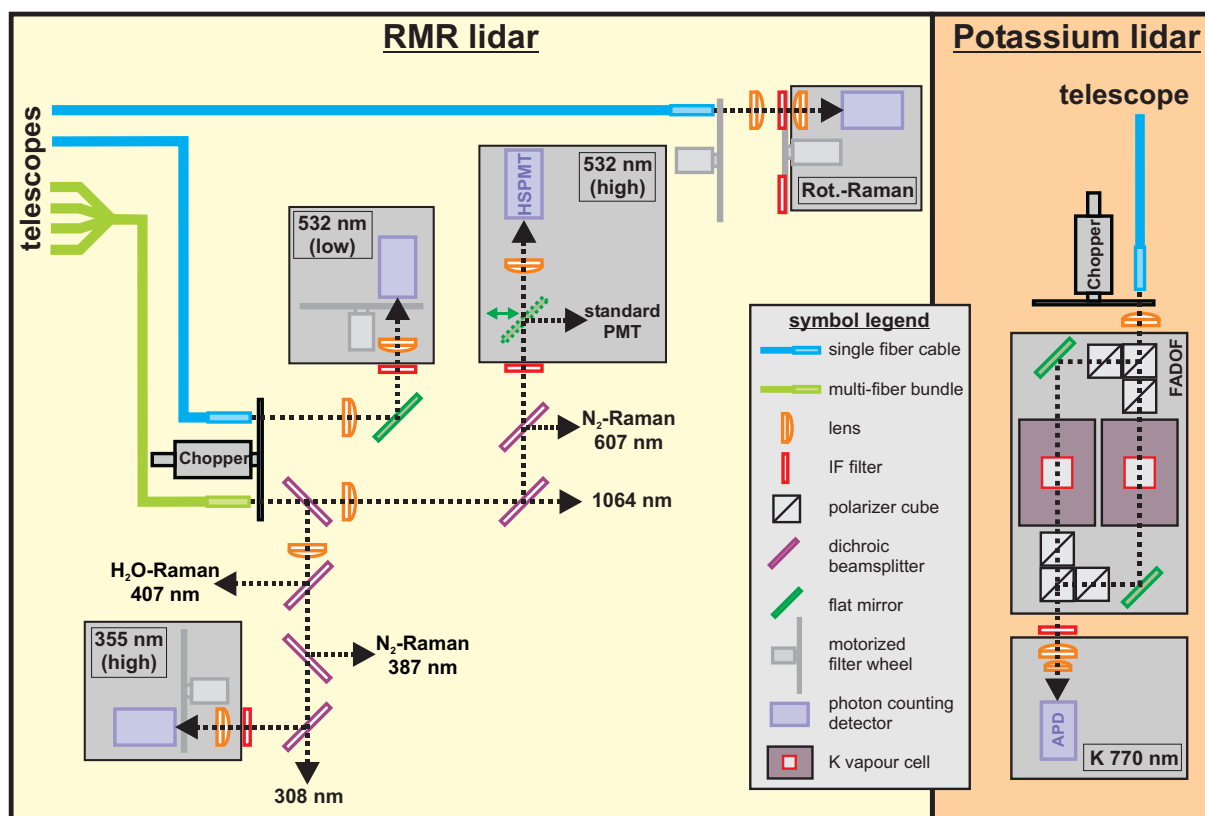 RMR lidar
Potassium lidar
telescopes
telescope
532 nm
(low)
HSPMT
532 nm
(high)
standard
PMT
Rot.-Raman
Chopper
N₂-Raman
607 nm
1064 nm
H₂O-Raman
407 nm
N₂-Raman
387 nm
355 nm
(high)
308 nm
symbol legend
single fiber cable
multi-fiber bundle
lens
IF filter
polarizer cube
dichroic
beamsplitter
flat mirror
motorized
filter wheel
photon counting
detector
K vapour cell
Chopper
FADOF
APD
K 770 nm